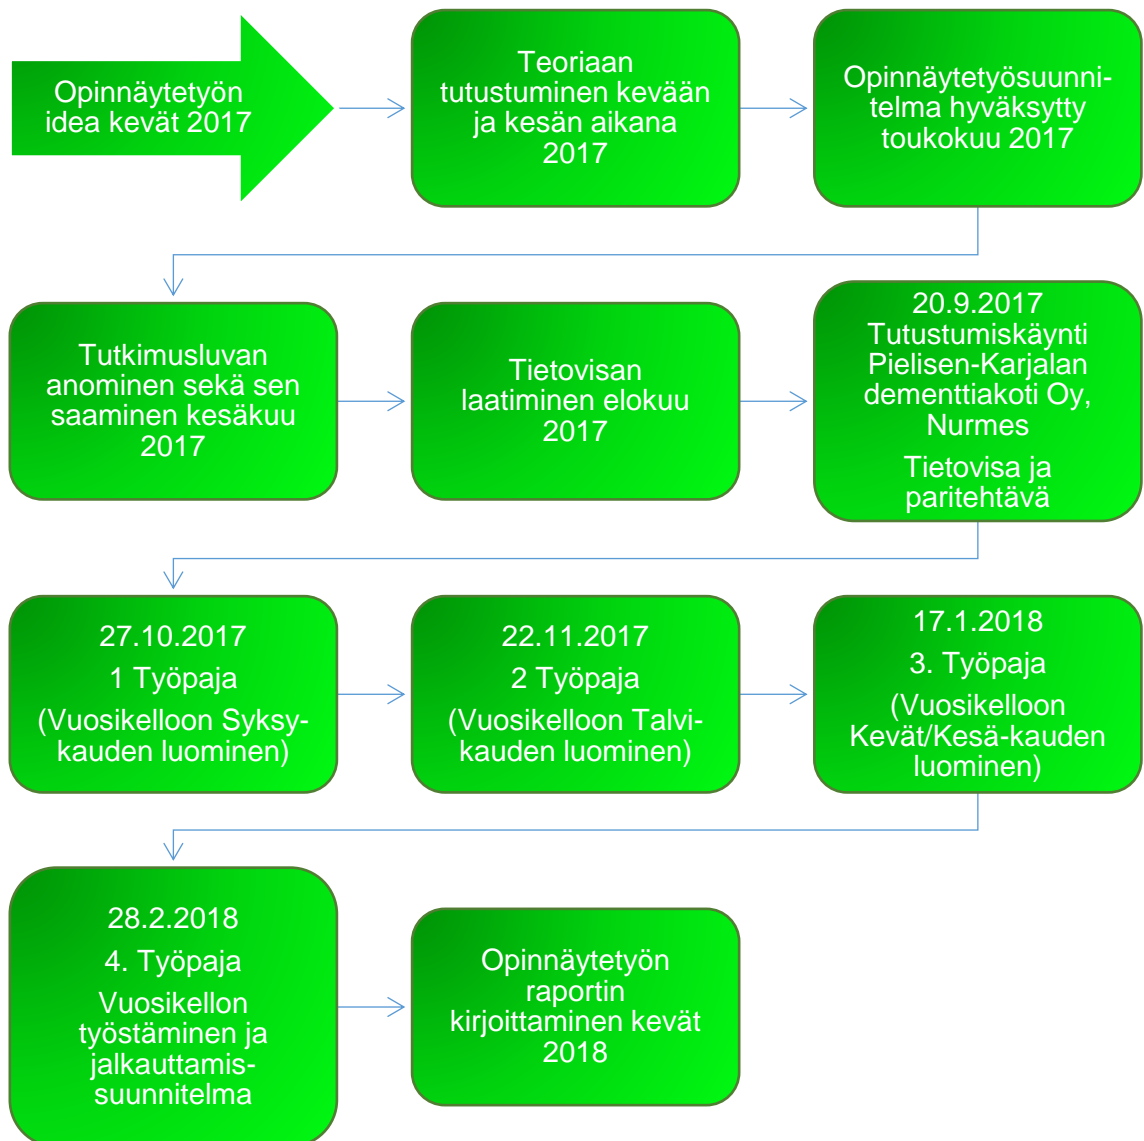 Opinnäytetyön
idea kevät 2017
Teoriaan
tutustuminen kevään
ja kesän aikana
2017
Opinnäytetyösuunni-
telma hyväksytty
toukokuu 2017
Tutkimusluvan
anominen sekä sen
saaminen kesäkuu
2017
Tietovisan
laatiminen elokuu
2017
20.9.2017
Tutustumiskäynti
Pielisen-Karjalan
dementtiakoti Oy,
Nurmes
Tietovisa ja
paritehtävä
27.10.2017
1 Työpaja
(Vuosikelloon Syksy-
kauden luominen)
22.11.2017
2 Työpaja
(Vuosikelloon Talvi-
kauden luominen)
17.1.2018
3. Työpaja
(Vuosikelloon
Kevät/Kesä-kauden
luominen)
28.2.2018
4. Työpaja
Vuosikellon
työstäminen ja
jalkauttamis-
suunnitelma
Opinnäytetyön
raportin
kirjoittaminen kevät
2018